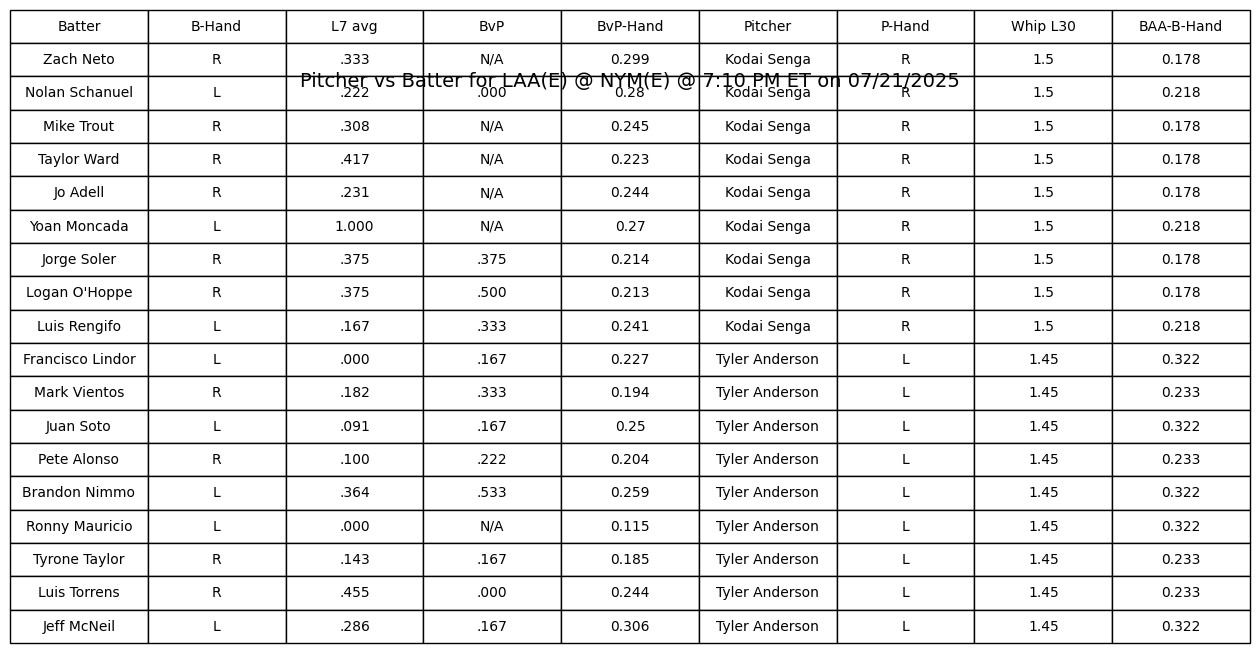 Batter B-Hand L7 avg BvP BvP-Hand Pitcher P-Hand Whip L30 BAA-B-Hand
Zach Neto R .333 N/A 0.299 Kodai Senga R 1.5 0.178
Pitcher vs Batter for LAA(E) @ NYM(E) @ 7:10 PM ET on 07/21/2025
Nolan Schanuel L .222 .000 0.28 Kodai Senga R 1.5 0.218
Mike Trout R .308 N/A 0.245 Kodai Senga R 1.5 0.178
Taylor Ward R .417 N/A 0.223 Kodai Senga R 1.5 0.178
Jo Adell R .231 N/A 0.244 Kodai Senga R 1.5 0.178
Yoan Moncada L 1.000 N/A 0.27 Kodai Senga R 1.5 0.218
Jorge Soler R .375 .375 0.214 Kodai Senga R 1.5 0.178
Logan O'Hoppe R .375 .500 0.213 Kodai Senga R 1.5 0.178
Luis Rengifo L .167 .333 0.241 Kodai Senga R 1.5 0.218
Francisco Lindor L .000 .167 0.227 Tyler Anderson L 1.45 0.322
Mark Vientos R .182 .333 0.194 Tyler Anderson L 1.45 0.233
Juan Soto L .091 .167 0.25 Tyler Anderson L 1.45 0.322
Pete Alonso R .100 .222 0.204 Tyler Anderson L 1.45 0.233
Brandon Nimmo L .364 .533 0.259 Tyler Anderson L 1.45 0.322
Ronny Mauricio L .000 N/A 0.115 Tyler Anderson L 1.45 0.322
Tyrone Taylor R .143 .167 0.185 Tyler Anderson L 1.45 0.233
Luis Torrens R .455 .000 0.244 Tyler Anderson L 1.45 0.233
Jeff McNeil L .286 .167 0.306 Tyler Anderson L 1.45 0.322